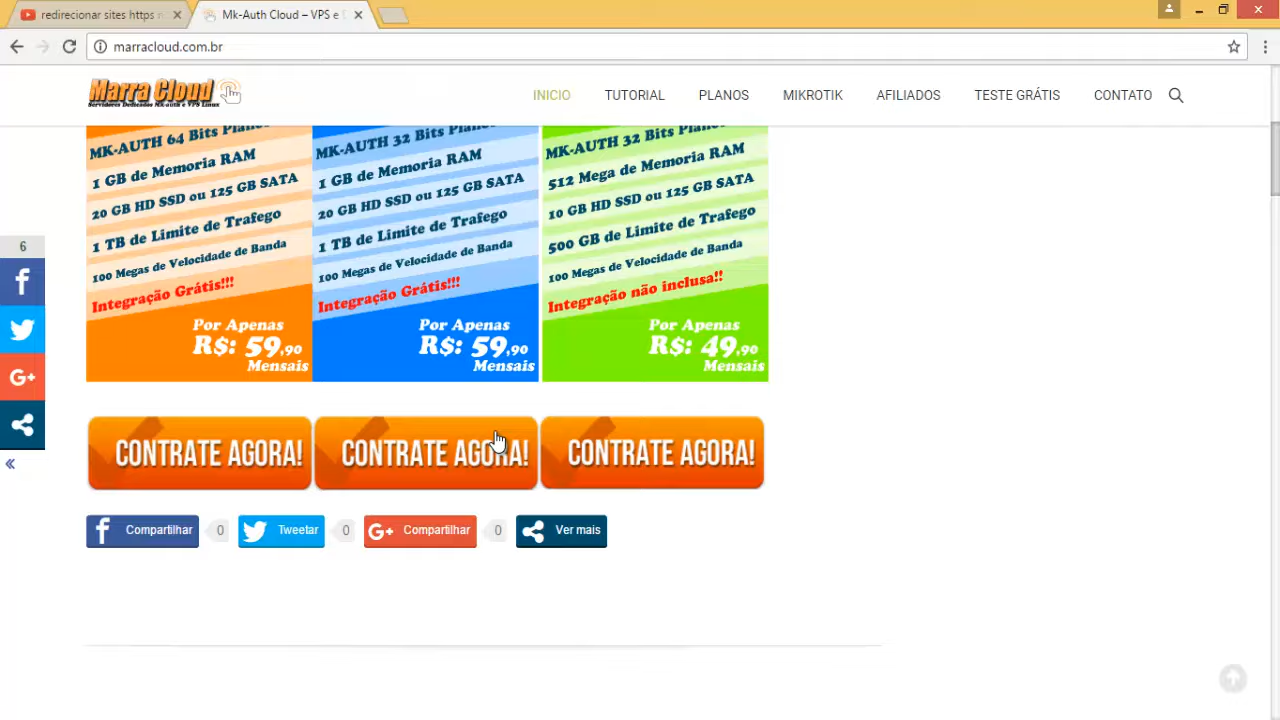 redirecionar sites https
Mk-Auth Cloud – VPS e
marracloud.com.br
Marra Cloud
Servidores Dedicados Mk-auth e VPS Linux
INICIO
TUTORIAL
PLANOS
MIKROTIK
AFILIADOS
TESTE GRÁTIS
CONTATO
MK-AUTH 64 Bits
1 GB de Memoria RAM
20 GB HD SSD ou 125 GB SATA
1 TB de Limite de Trafego
100 Megas de Velocidade de Banda
Integração Grátis!!!
Por Apenas
R$: 59,90
Mensais
MK-AUTH 32 Bits
1 GB de Memoria RAM
20 GB HD SSD ou 125 GB SATA
1 TB de Limite de Trafego
100 Megas de Velocidade de Banda
Integração Grátis!!!
Por Apenas
R$: 59,90
Mensais
MK-AUTH 32 Bits
512 Mega de Memoria RAM
10 GB HD SSD ou 125 GB SATA
500 GB de Limite de Trafego
100 Megas de Velocidade de Banda
Integração não inclusa!!
Por Apenas
R$: 49,90
Mensais
6
CONTRATE AGORA!
CONTRATE AGORA!
CONTRATE AGORA!
Compartilhar
0
Tweetar
0
G+ Compartilhar
0
Ver mais